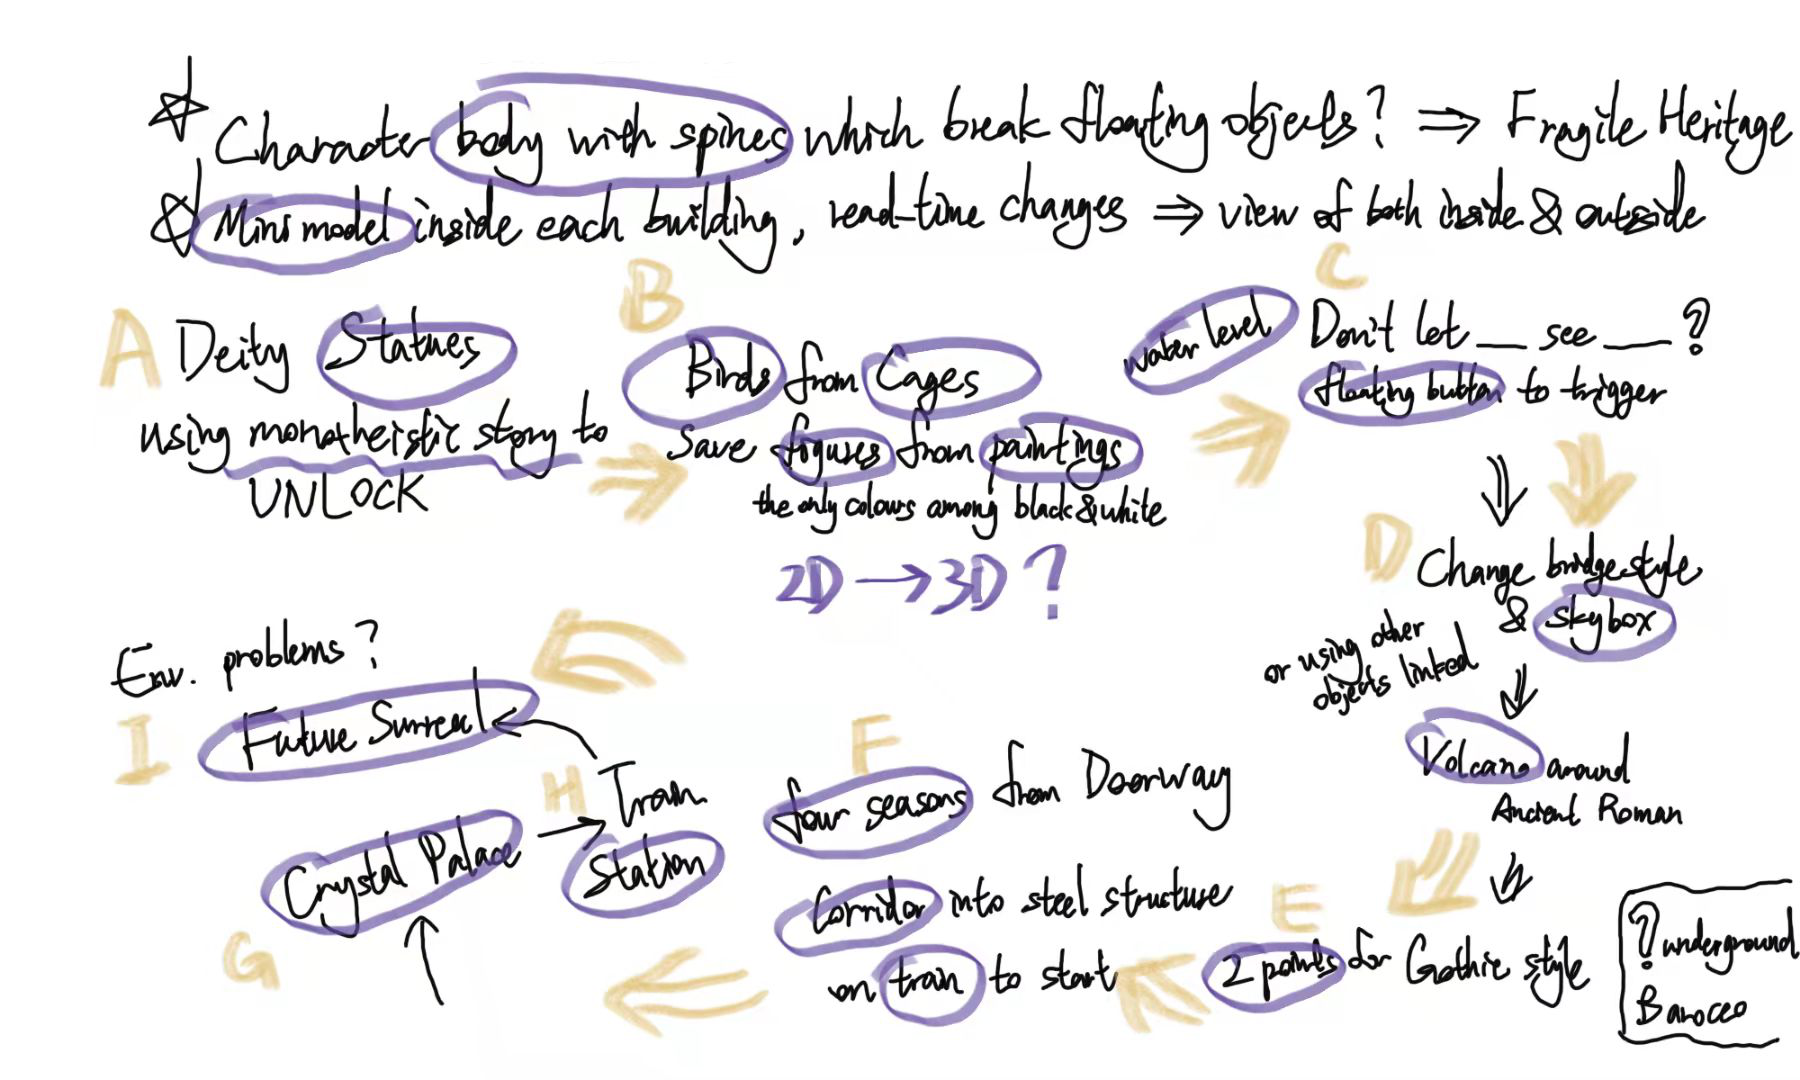 Character body with spines which break floating objects? ⇒ Fragile Heritage
Mini model inside each building, read-time changes ⇒ view of both inside & outside
A
Deity Statues
using monotheistic story to
UNLOCK
B
Birds from Cages
Save figures from paintings
the only colours among black & white
2D → 3D ?
water level
C
Don't let __ see __ ?
floating button to trigger
D
Change bridge style
& skybox
or using other
objects linked
Volcano around
Ancient Roman
E
2 points for Gothic style
? underground
Barocco
F
four seasons from Doorway
Corridor into steel structure
on train to start
G
Crystal Palace
H
Train
Station
Env. problems?
I
Future Surreal